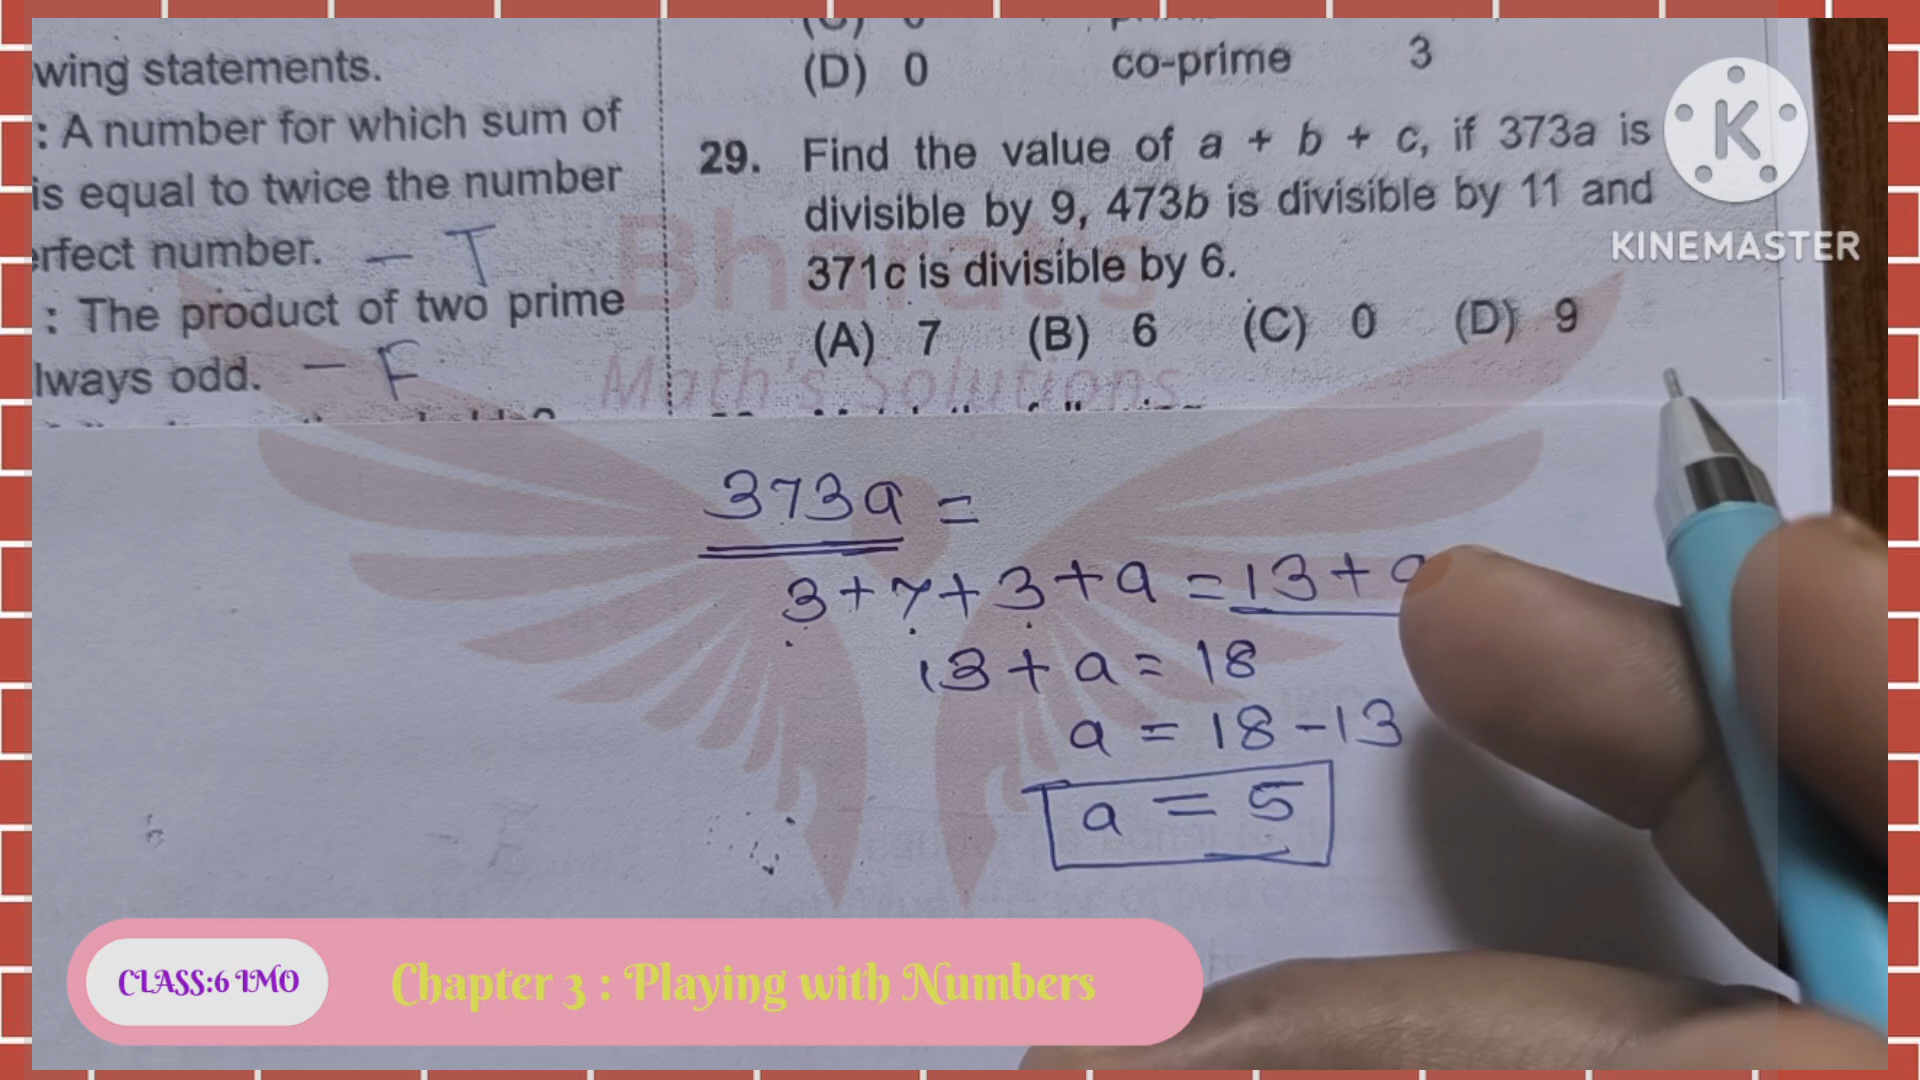 wing statements.
: A number for which sum of
is equal to twice the number
erfect number. — T
: The product of two prime
lways odd. — F
(D) 0 co-prime 3
29. Find the value of a + b + c, if 373a is
divisible by 9, 473b is divisible by 11 and
371c is divisible by 6.
(A) 7 (B) 6 (C) 0 (D) 9
KINEMASTER
Bharat's
Math's Solutions
373a =
3+7+3+a = 13+a
13+a = 18
a = 18-13
a = 5
CLASS:6 IMO
Chapter 3 : Playing with Numbers